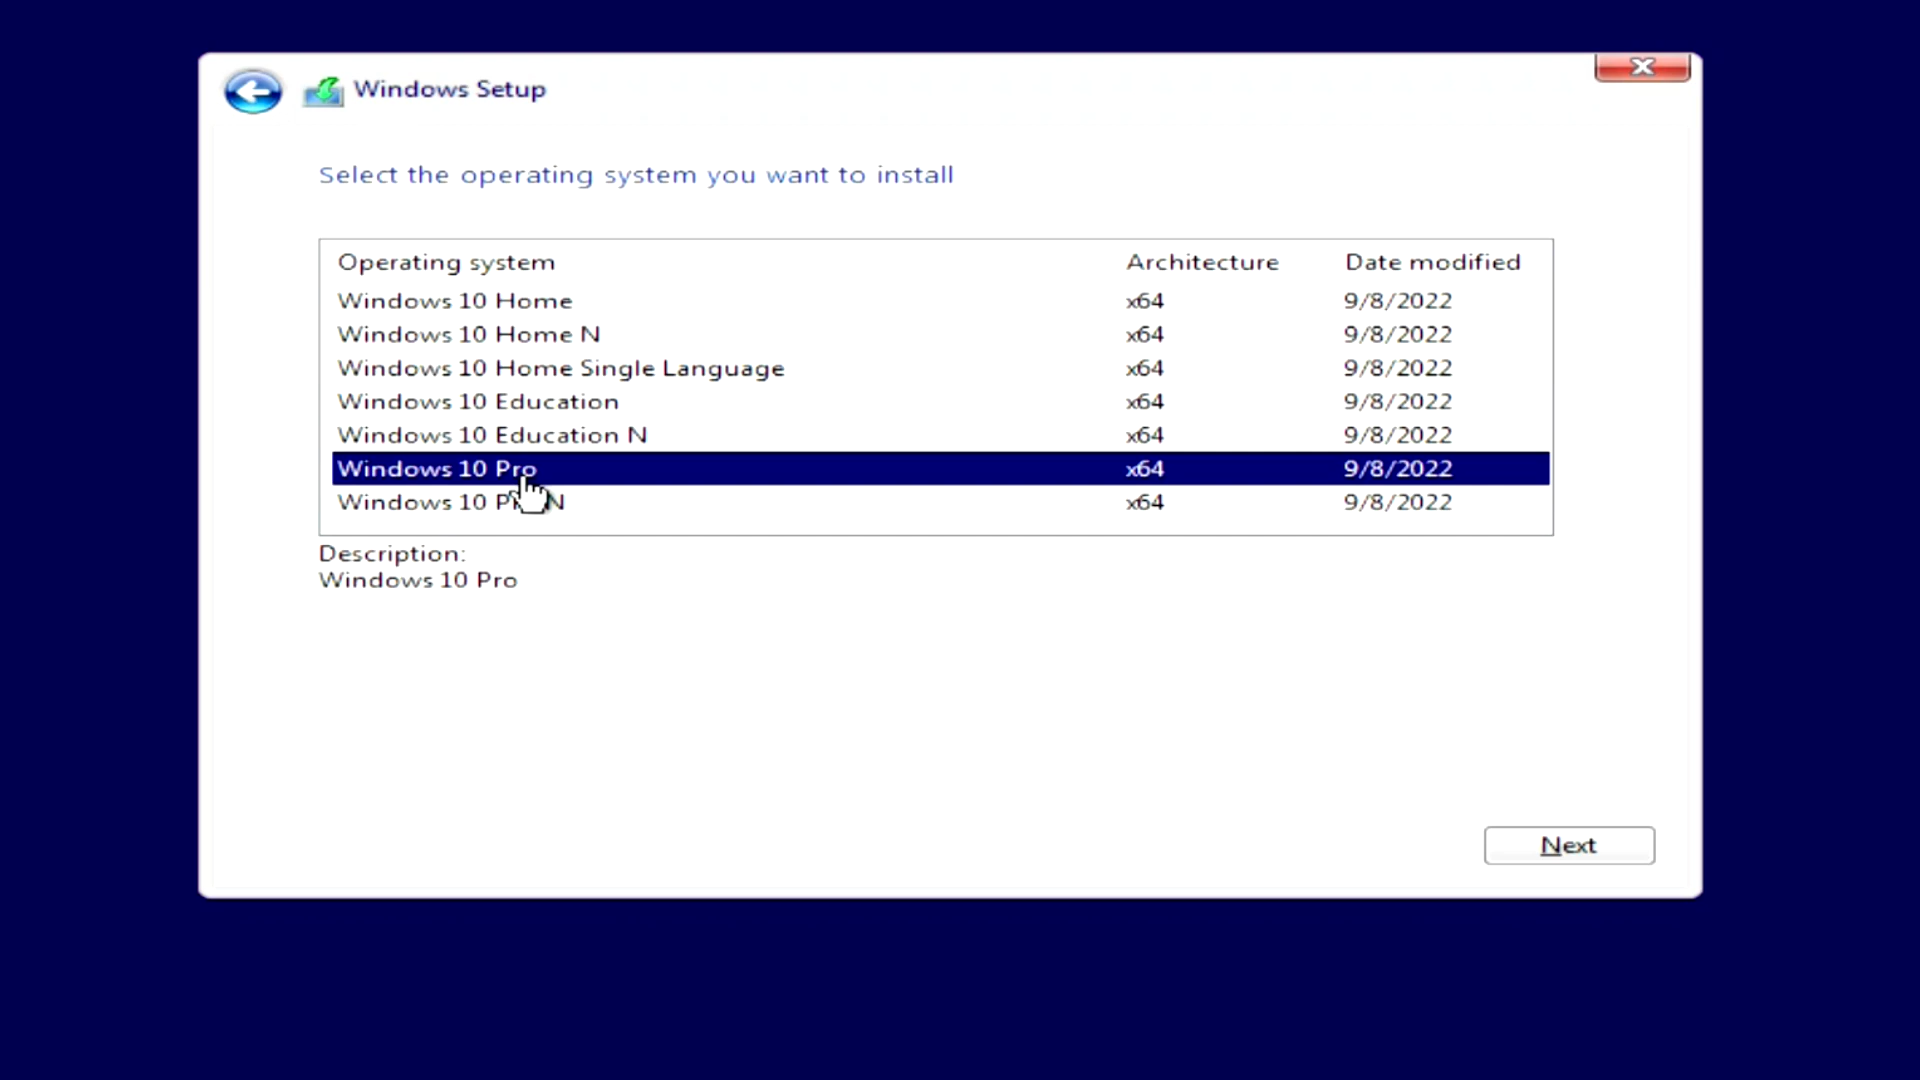 Windows Setup
Select the operating system you want to install
Operating system Architecture Date modified
Windows 10 Home x64 9/8/2022
Windows 10 Home N x64 9/8/2022
Windows 10 Home Single Language x64 9/8/2022
Windows 10 Education x64 9/8/2022
Windows 10 Education N x64 9/8/2022
Windows 10 Pro x64 9/8/2022
Windows 10 Pro N x64 9/8/2022
Description:
Windows 10 Pro
Next